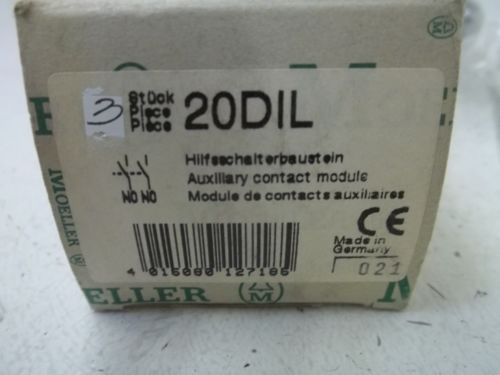 3 Stück
Piece
Pièce
20DIL
Hilfsschalterbaustein
Auxiliary contact module
Module de contacts auxiliaires
NO NO
CE
Made in
Germany
021
4 015080 127185
MOELLER
ELLER